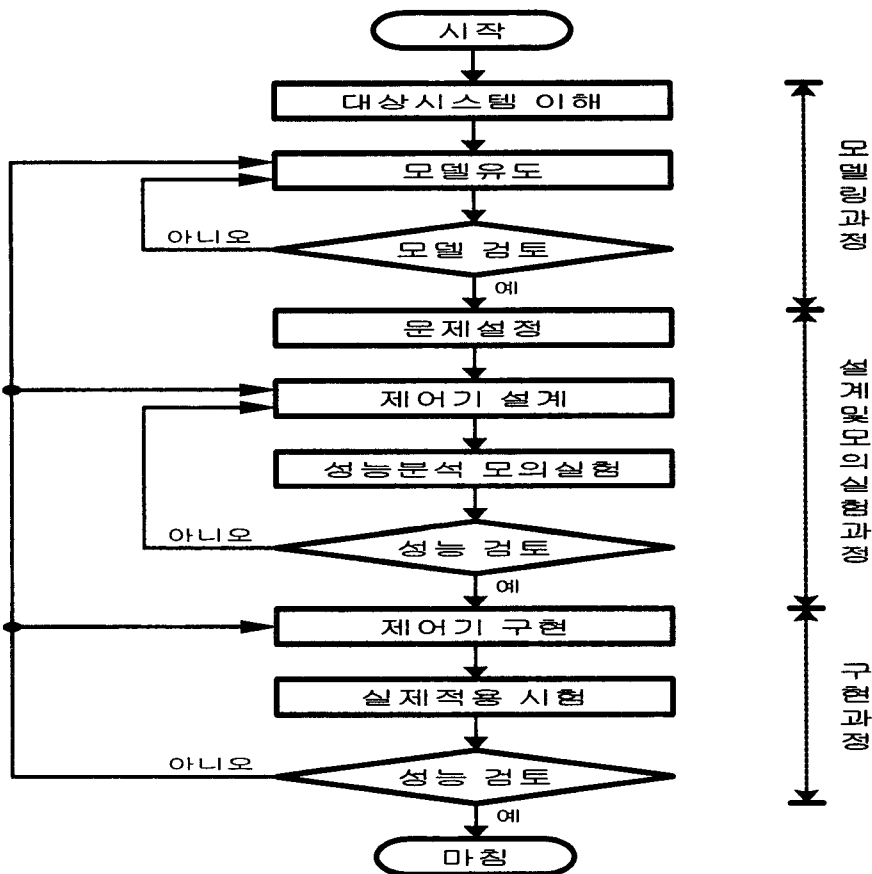 시작
대상시스템 이해
모델유도
아니오
모델 검토
예
문제설정
제어기 설계
성능분석 모의실험
아니오
성능 검토
예
제어기 구현
실제적용 시험
아니오
성능 검토
예
마침
모델링과정
설계및모의실험과정
구현과정